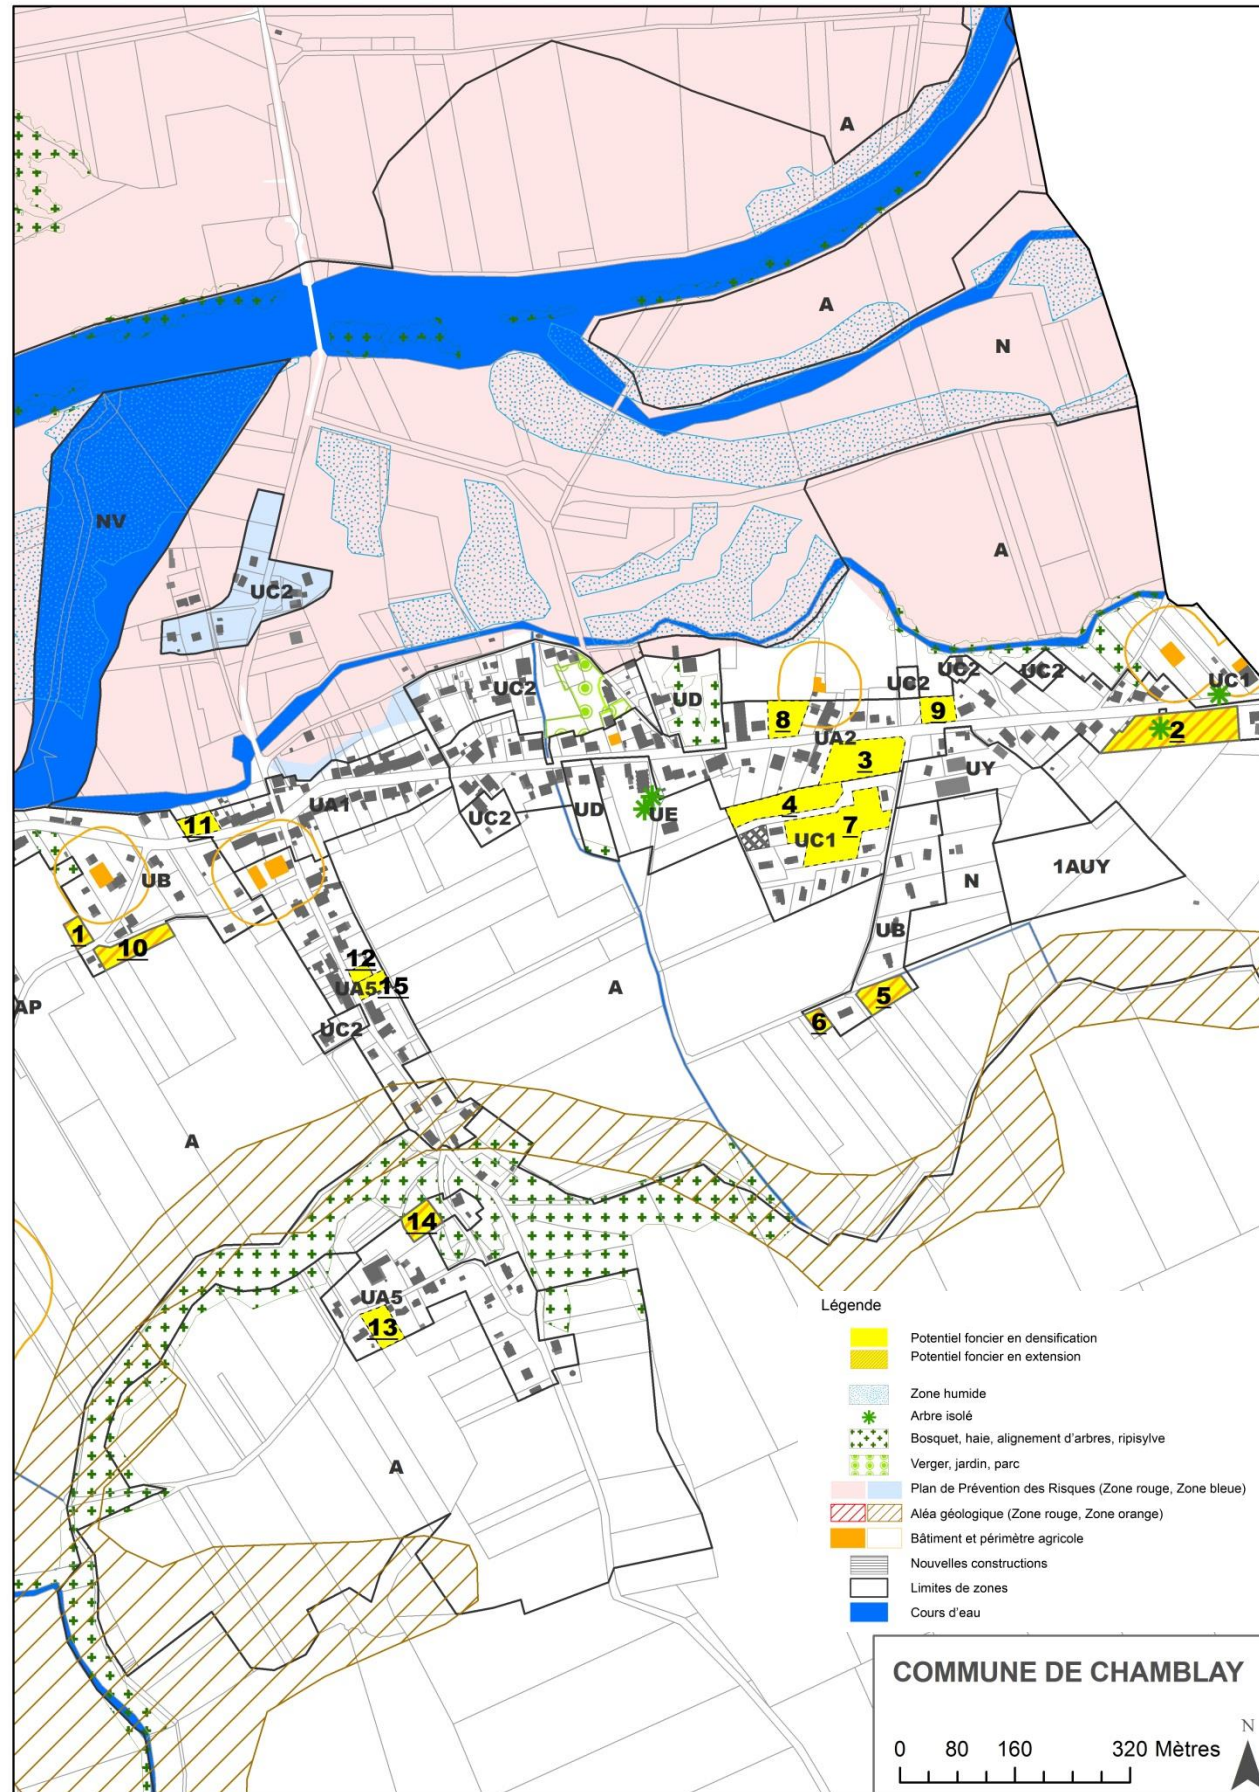 A
A
N
NV
A
UC2
UC2
UD
UC2
UC2
UC2
UC1
8
9
2
UA2
3
UY
UA1
UC2
UD
UE
4
11
7
UC1
UB
N
1AUY
1
10
UB
12
UA5
15
A
5
AP
UC2
6
A
14
UA5
13
A
Légende
Potentiel foncier en densification
Potentiel foncier en extension
Zone humide
Arbre isolé
Bosquet, haie, alignement d'arbres, ripisylve
Verger, jardin, parc
Plan de Prévention des Risques (Zone rouge, Zone bleue)
Aléa géologique (Zone rouge, Zone orange)
Bâtiment et périmètre agricole
Nouvelles constructions
Limites de zones
Cours d'eau
COMMUNE DE CHAMBLAY
N
0 80 160 320 Mètres